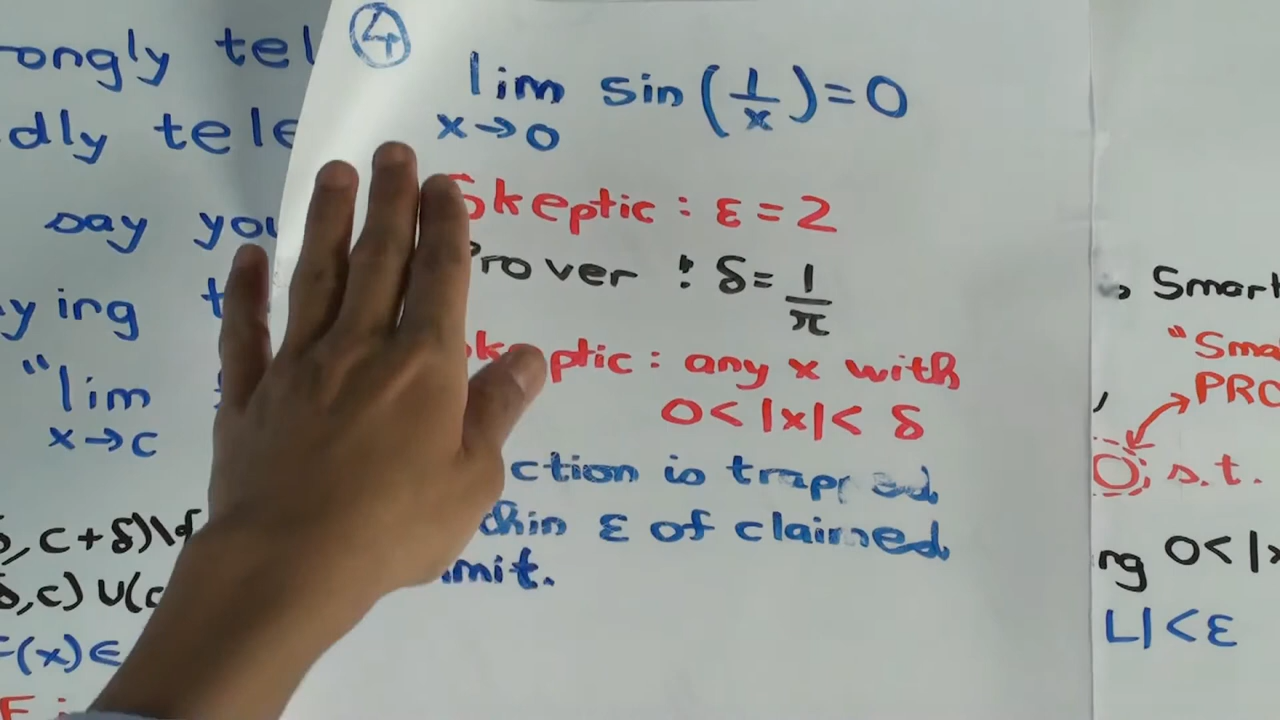 ongly tel
dly tele
say you
ying t
"lim
x→c
, c+δ)\
δ,c) ∪(c
F(x)∈
④
lim sin(1/x)=0
x→0
Skeptic: ε=2
Prover : δ=1/π
Skeptic: any x with
0<|x|< δ
ction is trapped
thin ε of claimed
mit.
, Smart
"Sma
PRO
s.t.
ng 0<|x
L|<ε